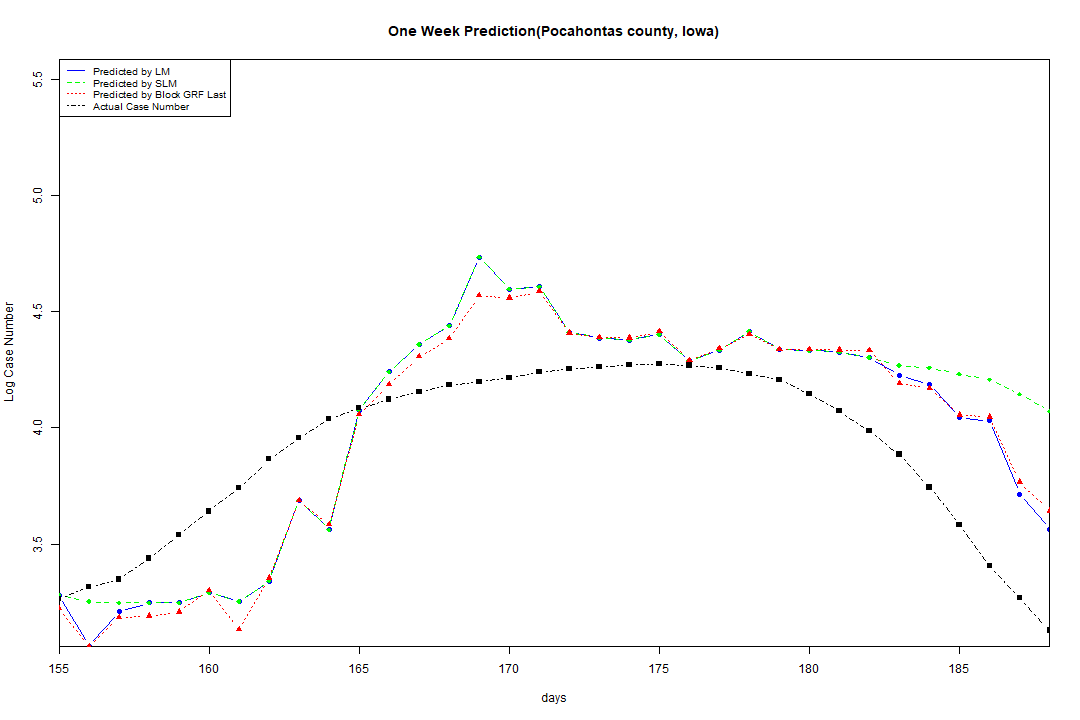 One Week Prediction(Pocahontas county, Iowa)
Predicted by LM
Predicted by SLM
Predicted by Block GRF Last
Actual Case Number
Log Case Number
5.5
5.0
4.5
4.0
3.5
155 160 165 170 175 180 185
days